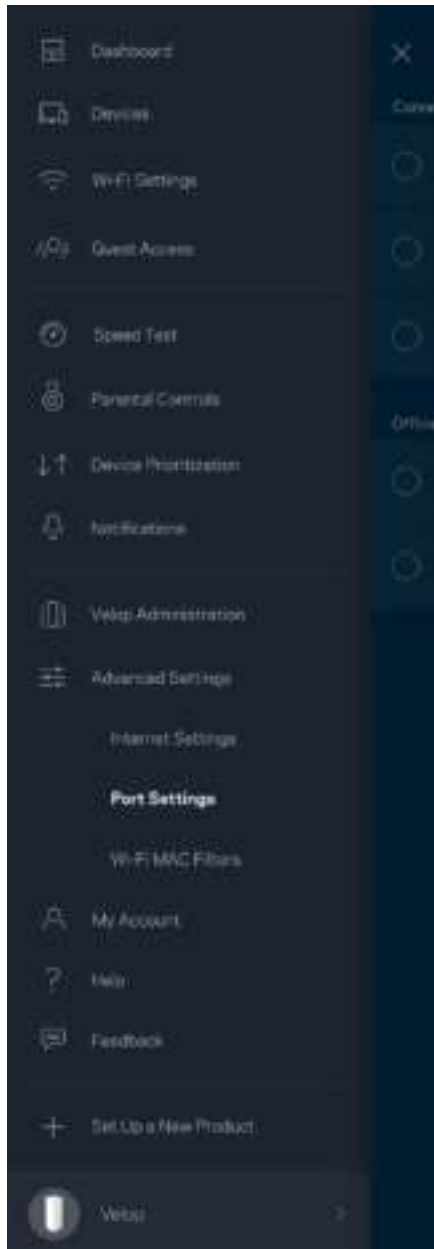 Dashboard
Devices
Wi-Fi Settings
Guest Access
Speed Test
Parental Controls
Device Prioritization
Notifications
Velop Administration
Advanced Settings
Internet Settings
Port Settings
Wi-Fi MAC Filters
My Account
Help
Feedback
Set Up a New Product
Velop